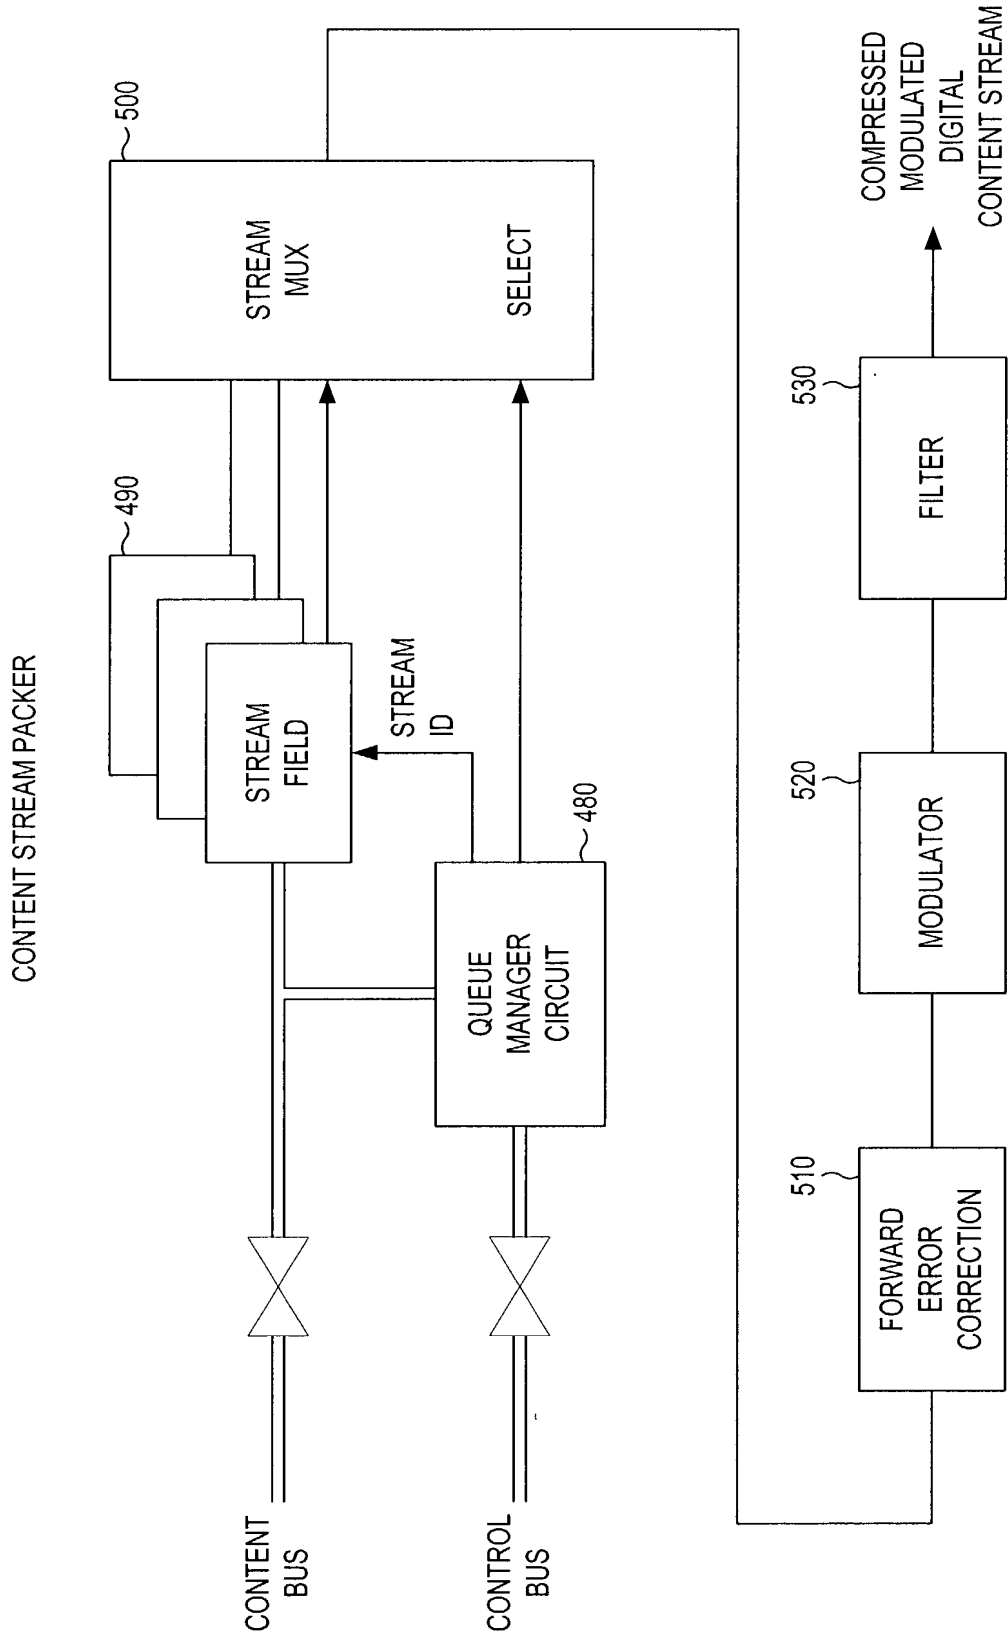 CONTENT STREAM PACKER
CONTENT
BUS
CONTROL
BUS
490
STREAM
FIELD
STREAM
ID
QUEUE
MANAGER
CIRCUIT
480
500
STREAM
MUX
SELECT
510
FORWARD
ERROR
CORRECTION
520
MODULATOR
530
FILTER
COMPRESSED
MODULATED
DIGITAL
CONTENT STREAM